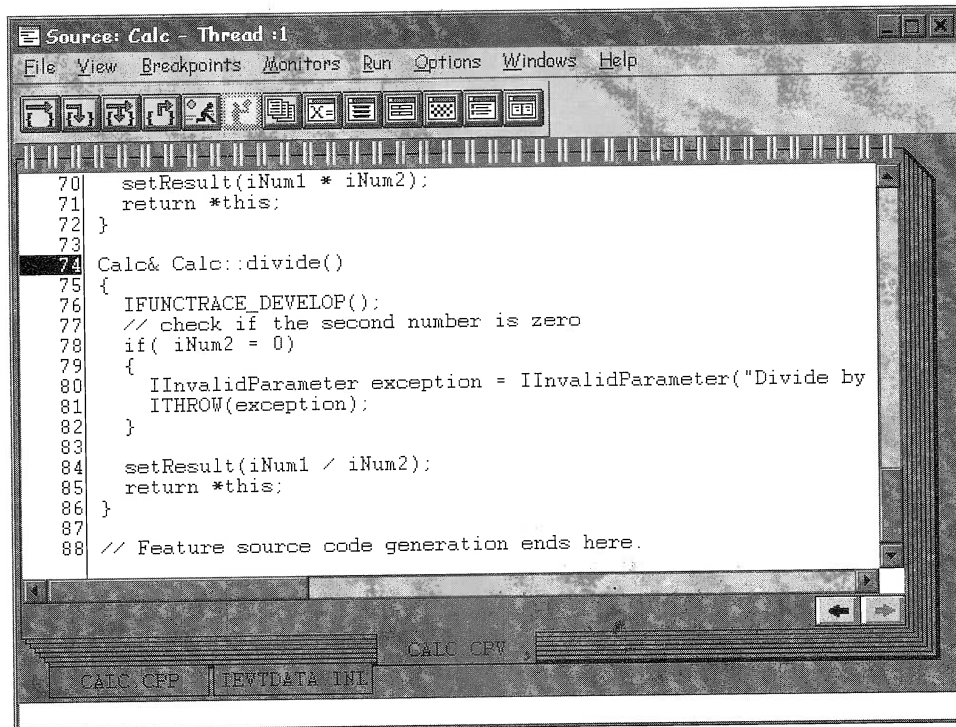 Source: Calc - Thread :1
File View Breakpoints Monitors Run Options Windows Help
X=
70 setResult(iNum1 * iNum2);
71 return *this;
72 }
73
74 Calc& Calc::divide()
75 {
76 IFUNCTRACE_DEVELOP();
77 // check if the second number is zero
78 if( iNum2 = 0)
79 {
80 IInvalidParameter exception = IInvalidParameter("Divide by
81 ITHROW(exception);
82 }
83
84 setResult(iNum1 / iNum2);
85 return *this;
86 }
87
88 // Feature source code generation ends here.
CALC CPV
CALC CPP IEVTDATA INL